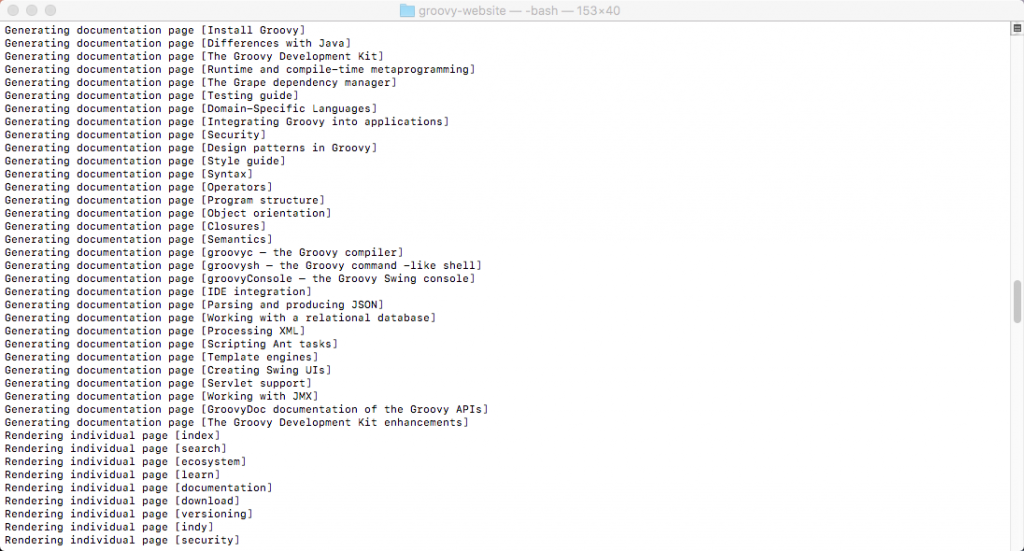 groovy-website — -bash — 153×40
Generating documentation page [Install Groovy]
Generating documentation page [Differences with Java]
Generating documentation page [The Groovy Development Kit]
Generating documentation page [Runtime and compile-time metaprogramming]
Generating documentation page [The Grape dependency manager]
Generating documentation page [Testing guide]
Generating documentation page [Domain-Specific Languages]
Generating documentation page [Integrating Groovy into applications]
Generating documentation page [Security]
Generating documentation page [Design patterns in Groovy]
Generating documentation page [Style guide]
Generating documentation page [Syntax]
Generating documentation page [Operators]
Generating documentation page [Program structure]
Generating documentation page [Object orientation]
Generating documentation page [Closures]
Generating documentation page [Semantics]
Generating documentation page [groovyc — the Groovy compiler]
Generating documentation page [groovysh — the Groovy command -like shell]
Generating documentation page [groovyConsole — the Groovy Swing console]
Generating documentation page [IDE integration]
Generating documentation page [Parsing and producing JSON]
Generating documentation page [Working with a relational database]
Generating documentation page [Processing XML]
Generating documentation page [Scripting Ant tasks]
Generating documentation page [Template engines]
Generating documentation page [Creating Swing UIs]
Generating documentation page [Servlet support]
Generating documentation page [Working with JMX]
Generating documentation page [GroovyDoc documentation of the Groovy APIs]
Generating documentation page [The Groovy Development Kit enhancements]
Rendering individual page [index]
Rendering individual page [search]
Rendering individual page [ecosystem]
Rendering individual page [learn]
Rendering individual page [documentation]
Rendering individual page [download]
Rendering individual page [versioning]
Rendering individual page [indy]
Rendering individual page [security]